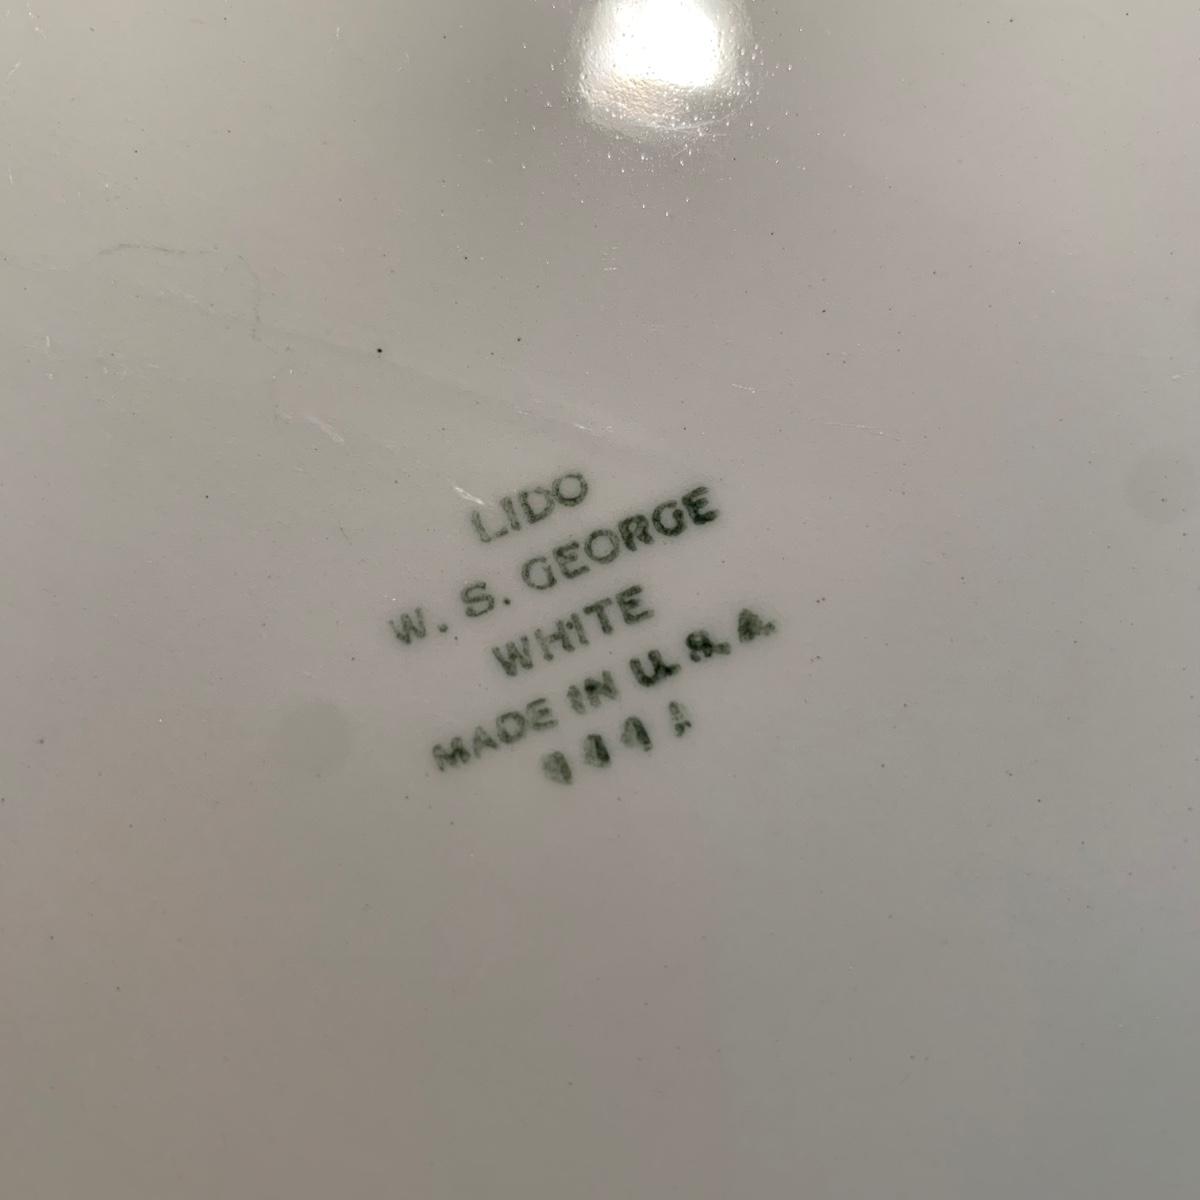 LIDO
W. S. GEORGE
WHITE
MADE IN U. S. A.